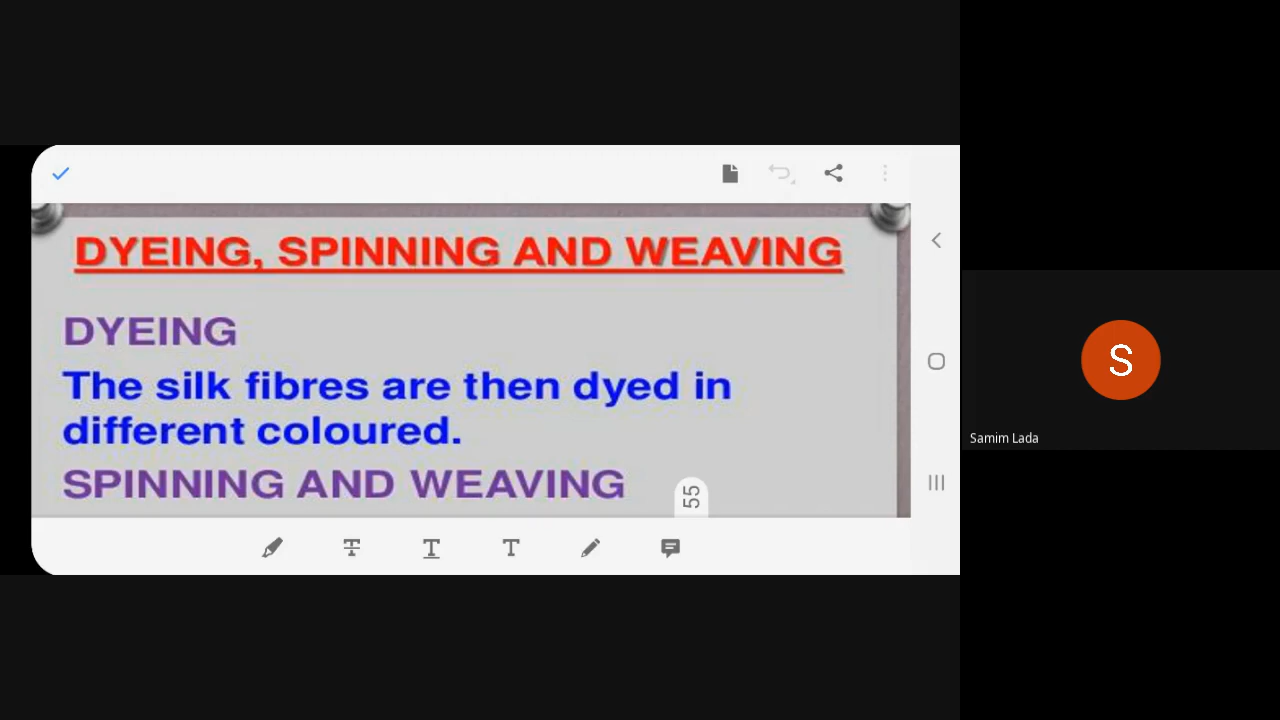 DYEING, SPINNING AND WEAVING
DYEING
The silk fibres are then dyed in
different coloured.
SPINNING AND WEAVING
55
S
Samim Lada